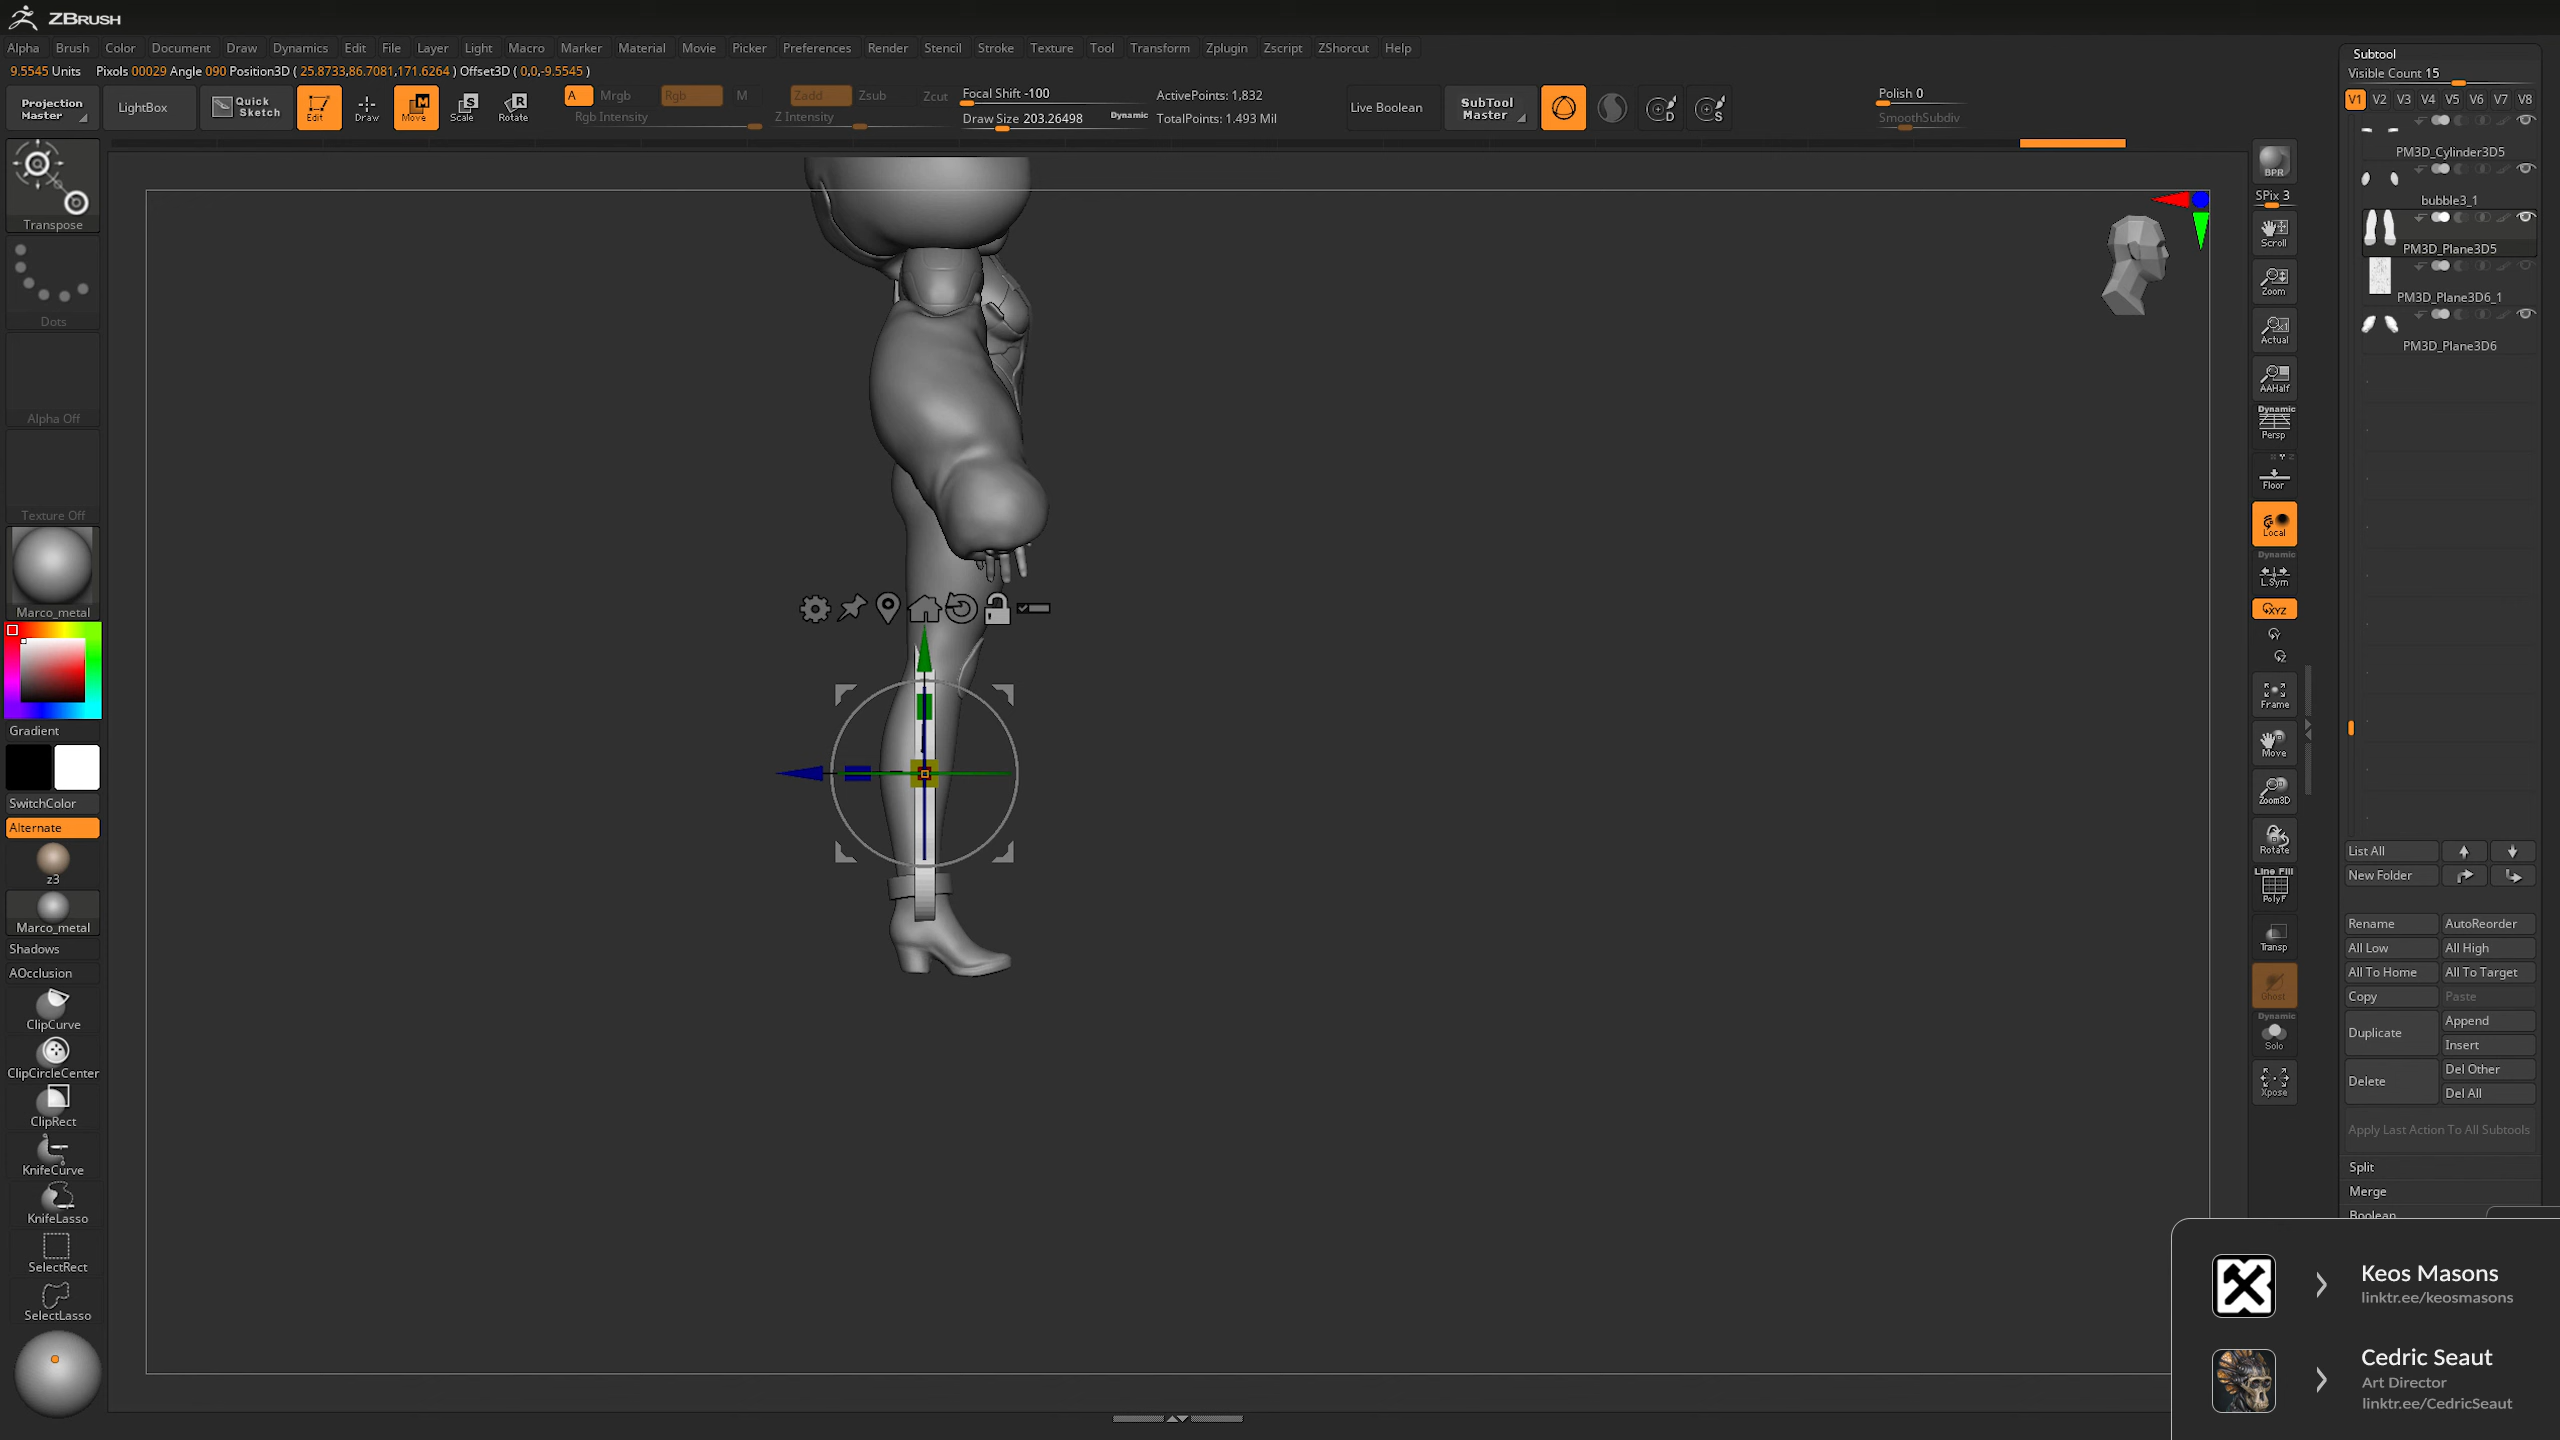 ZBRUSH
Alpha Brush Color Document Draw Dynamics Edit File Layer Light Macro Marker Material Movie Picker Preferences Render Stencil Stroke Texture Tool Transform Zplugin Zscript ZShorcut Help
9.5545 Units Pixols 00029 Angle 090 Position3D ( 25.8733,86.7081,171.6264 ) Offset3D ( 0,0,-9.5545 )
Projection Master
LightBox
Quick Sketch
Edit
Draw
M
Move
S
Scale
R
Rotate
A Mrgb Rgb M
Rgb Intensity
Zadd Zsub Zcut
Z Intensity
Focal Shift -100
Draw Size 203.26498
Dynamic
ActivePoints: 1,832
TotalPoints: 1.493 Mil
Live Boolean
SubTool Master
D
S
Polish 0
SmoothSubdiv
Transpose
Dots
Alpha Off
Texture Off
Marco_metal
Gradient
SwitchColor
Alternate
z3
Marco_metal
Shadows
AOcclusion
ClipCurve
ClipCircleCenter
ClipRect
KnifeCurve
KnifeLasso
SelectRect
SelectLasso
BPR
SPix 3
Scroll
Zoom
Actual
AAHalf
Dynamic
Persp
Floor
Local
Dynamic
L.Sym
XYZ
Y
Z
Frame
Move
Zoom3D
Rotate
Line Fill
PolyF
Transp
Ghost
Dynamic
Solo
Xpose
Subtool
Visible Count 15
V1 V2 V3 V4 V5 V6 V7 V8
PM3D_Cylinder3D5
bubble3_1
PM3D_Plane3D5
PM3D_Plane3D6_1
PM3D_Plane3D6
List All
New Folder
Rename AutoReorder
All Low All High
All To Home All To Target
Copy Paste
Duplicate Append
Insert
Delete Del Other
Del All
Apply Last Action To All Subtools
Split
Merge
Boolean
Keos Masons
linktr.ee/keosmasons
Cedric Seaut
Art Director
linktr.ee/CedricSeaut